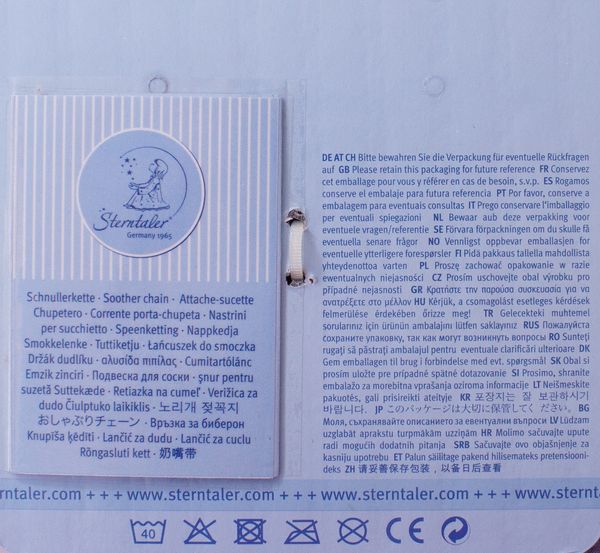 Sterntaler
Germany 1965
Schnullerkette · Soother chain · Attache-sucette
Chupetero · Corrente porta-chupeta · Nastrini
per succhietto · Speenketting · Nappkedja
Smokkelenke · Tuttiketju · Łańcuszek do smoczka
Držák dudlíku · αλυσίδα πιπίλας · Cumitartólánc
Emzik zinziri · Подвеска для соски · şnur pentru
suzetă Suttekæde · Retiazka na cumeľ · Verižica za
dudo Čiulptuko laikiklis · 노리개 젖꼭지
おしゃぶりチェーン · Връзка за биберон
Knupīša ķēdīti · Lančić za dudu · Lančić za cuclu
Rõngasluti kett · 奶嘴带
DE AT CH Bitte bewahren Sie die Verpackung für eventuelle Rückfragen
auf GB Please retain this packaging for future reference FR Conservez
cet emballage pour vous y référer en cas de besoin, s.v.p. ES Rogamos
conserve el embalaje para futura referencia PT Por favor, conserve a
embalagem para eventuais consultas IT Prego conservare l'imballaggio
per eventuali spiegazioni NL Bewaar aub deze verpakking voor
eventuele vragen/referentie SE Förvara förpackningen om du skulle få
eventuella senare frågor NO Vennligst oppbevar emballasjen for
eventuelle ytterligere forespørsler FI Pidä pakkaus tallella mahdollista
yhteydenottoa varten PL Proszę zachować opakowanie w razie
ewentualnych niejasności CZ Prosím uschovejte obal výrobku pro
případné nejasnosti GR Κρατήστε την παρούσα συσκευασία για να
ανατρέξετε στο μέλλον HU Kérjük, a csomagolást esetleges kérdések
felmerülése érdekében őrizze meg! TR Gelecekteki muhtemel
sorularınız için ürünün ambalajını lütfen saklayınız RUS Пожалуйста
сохраните упаковку, так как могут возникнуть вопросы RO Sunteţi
rugaţi să păstraţi ambalajul pentru eventuale clarificări ulterioare DK
Gem emballagen til brug i forbindelse med evt. spørgsmål SK Obal si
prosím uložte pre prípadné spätné dotazovanie SI Prosimo, shranite
embalažo za morebitna vprašanja oziroma informacije LT Neišmeskite
pakuotės, gali prisireikti ateityje KR 포장지는 잘 보관하시기
바랍니다. JP このパッケージは大切に保管してください。 BG
Моля, съхранявайте описанието за евентуални въпроси LV Lūdzam
uzglabāt aprakstu turpmākām uzziņām HR Molimo sačuvajte upute
radi mogućih dodatnih pitanja SRB Sačuvajte ovo objašnjenje za
kasniju upotrebu ET Palun säilitage pakend hilisemateks pretensiooni-
deks ZH 请妥善保存包装，以备日后查看
rntaler.com + + + www.sterntaler.com + + + www.sterntaler.com + +
40 CE